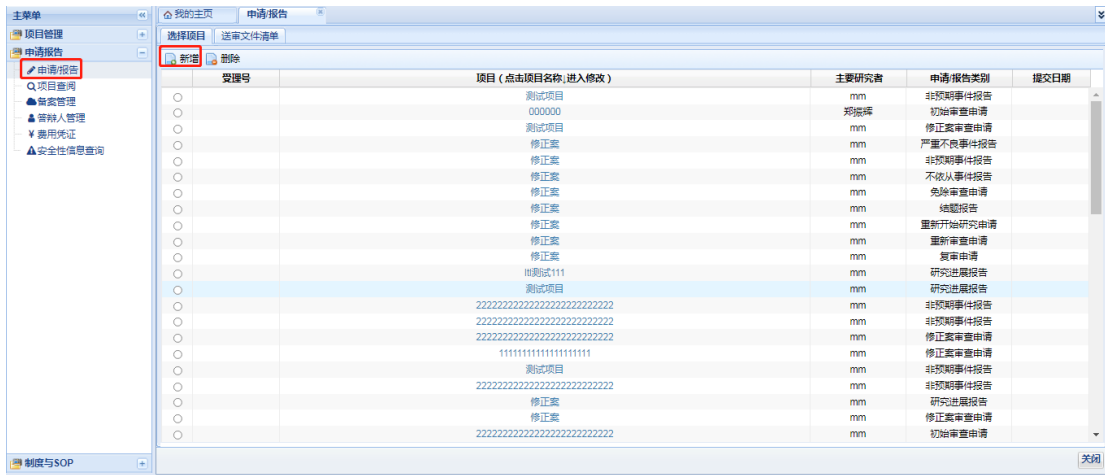 主菜单
我的主页 申请/报告
项目管理
选择项目 送审文件清单
申请报告
新增 删除
申请/报告
项目查阅
备案管理
答辩人管理
¥ 费用凭证
安全性信息查询
受理号 项目（点击项目名称↓进入修改） 主要研究者 申请/报告类别 提交日期
测试项目 mm 非预期事件报告
000000 郑振辉 初始审查申请
测试项目 mm 修正案审查申请
修正案 mm 严重不良事件报告
修正案 mm 非预期事件报告
修正案 mm 不依从事件报告
修正案 mm 免除审查申请
修正案 mm 结题报告
修正案 mm 重新开始研究申请
修正案 mm 重新审查申请
修正案 mm 复审申请
ltl测试111 mm 研究进展报告
测试项目 mm 研究进展报告
2222222222222222222222222 mm 非预期事件报告
2222222222222222222222222 mm 非预期事件报告
2222222222222222222222222 mm 修正案审查申请
11111111111111111111 mm 修正案审查申请
测试项目 mm 非预期事件报告
2222222222222222222222222 mm 非预期事件报告
修正案 mm 研究进展报告
修正案 mm 修正案审查申请
2222222222222222222222222 mm 初始审查申请
制度与SOP
关闭